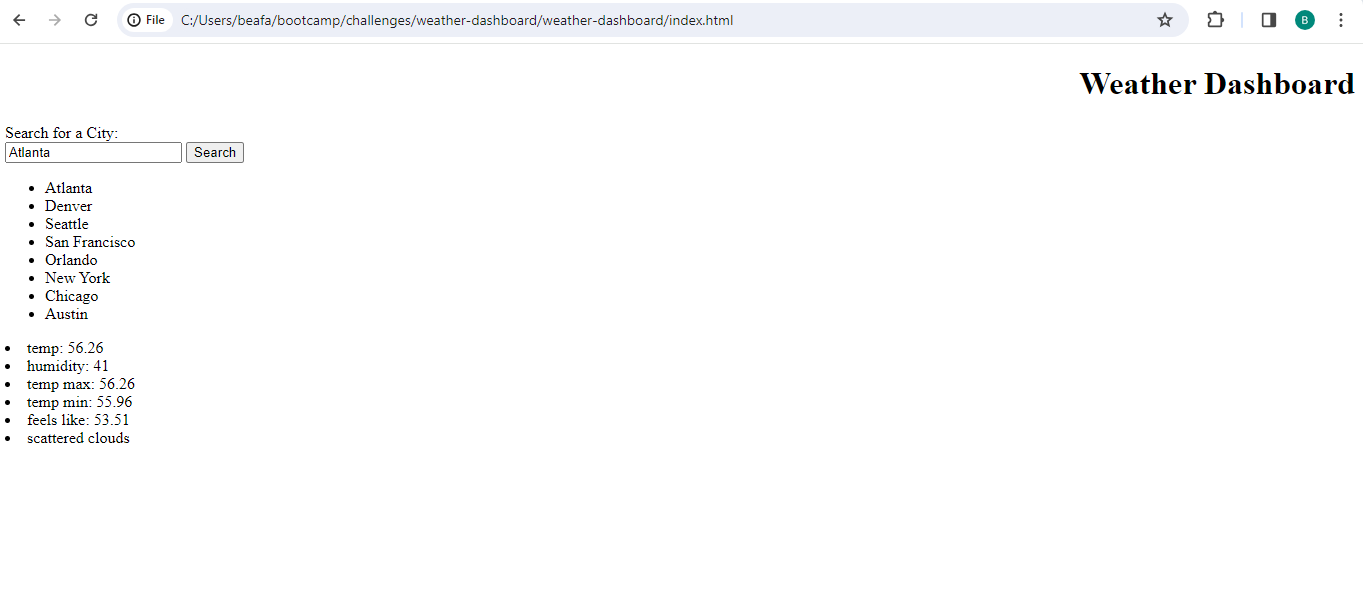 File C:/Users/beafa/bootcamp/challenges/weather-dashboard/weather-dashboard/index.html B
Weather Dashboard
Search for a City:
Atlanta Search
Atlanta
Denver
Seattle
San Francisco
Orlando
New York
Chicago
Austin
temp: 56.26
humidity: 41
temp max: 56.26
temp min: 55.96
feels like: 53.51
scattered clouds